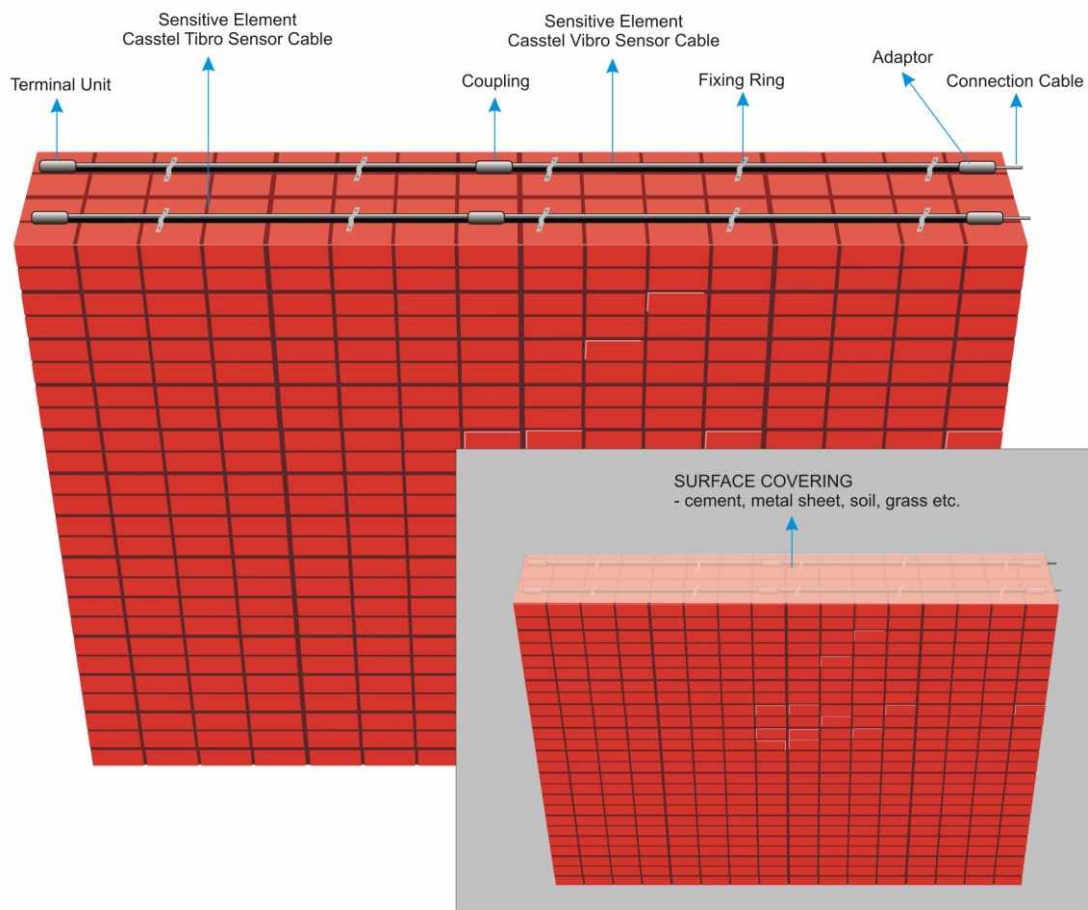 Sensitive Element
Casstel Tibro Sensor Cable
Sensitive Element
Casstel Vibro Sensor Cable
Terminal Unit
Coupling
Fixing Ring
Adaptor
Connection Cable
SURFACE COVERING
- cement, metal sheet, soil, grass etc.